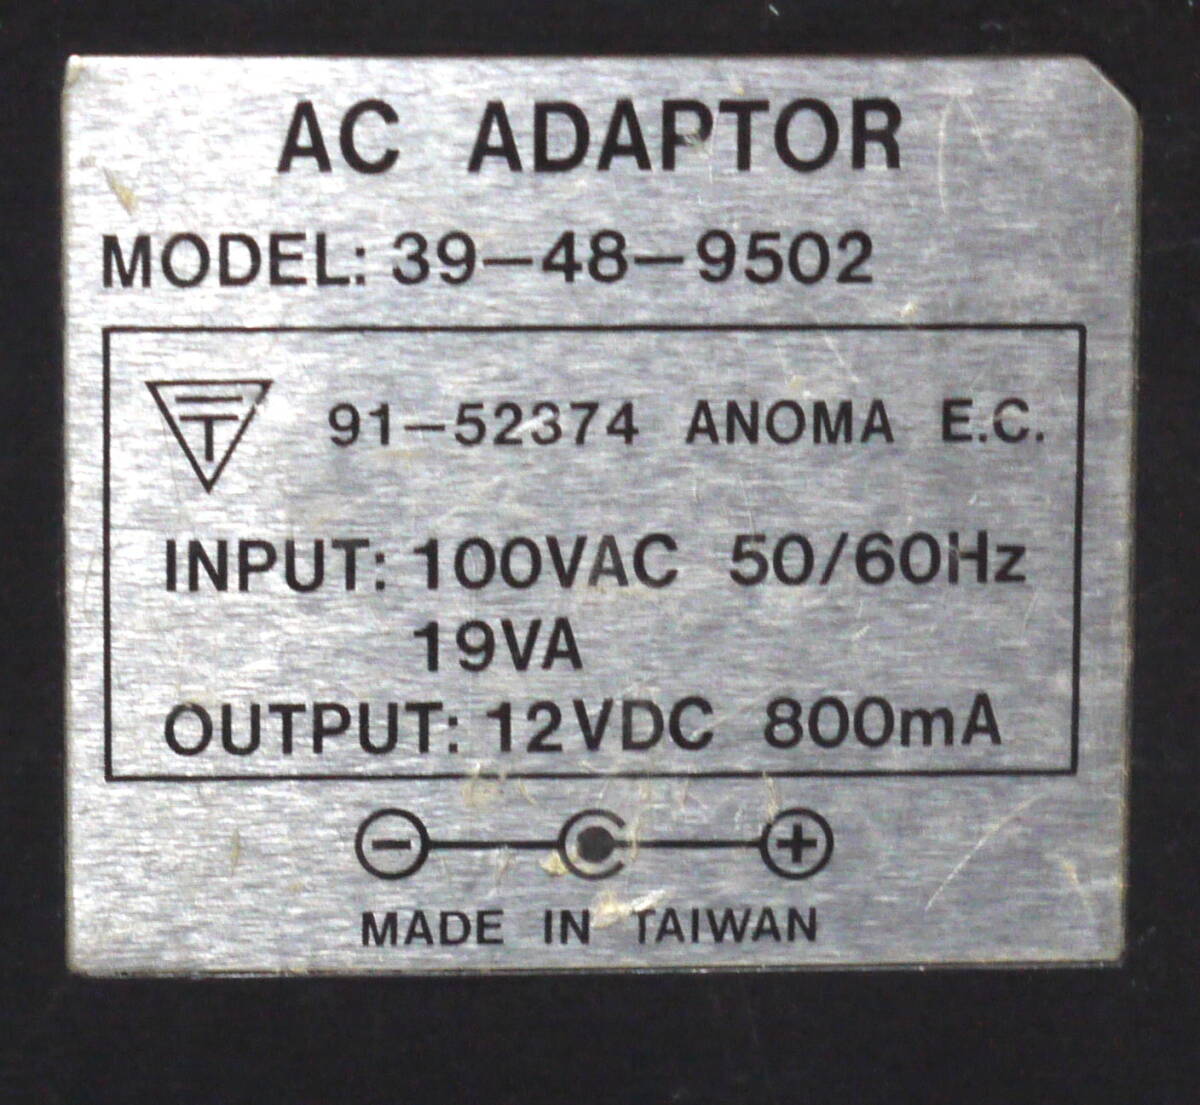 AC ADAPTOR
MODEL: 39-48-9502
91-52374 ANOMA E.C.
INPUT: 100VAC 50/60Hz
19VA
OUTPUT: 12VDC 800mA
MADE IN TAIWAN